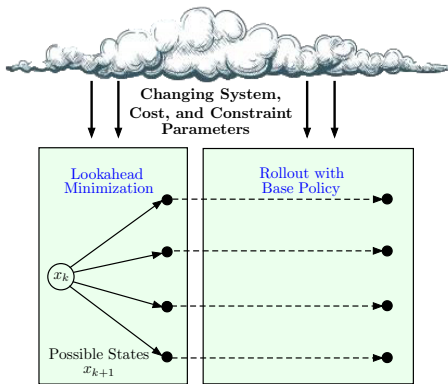 Changing System,
Cost, and Constraint
Parameters
Lookahead
Minimization
Rollout with
Base Policy
x_k
Possible States
x_{k+1}